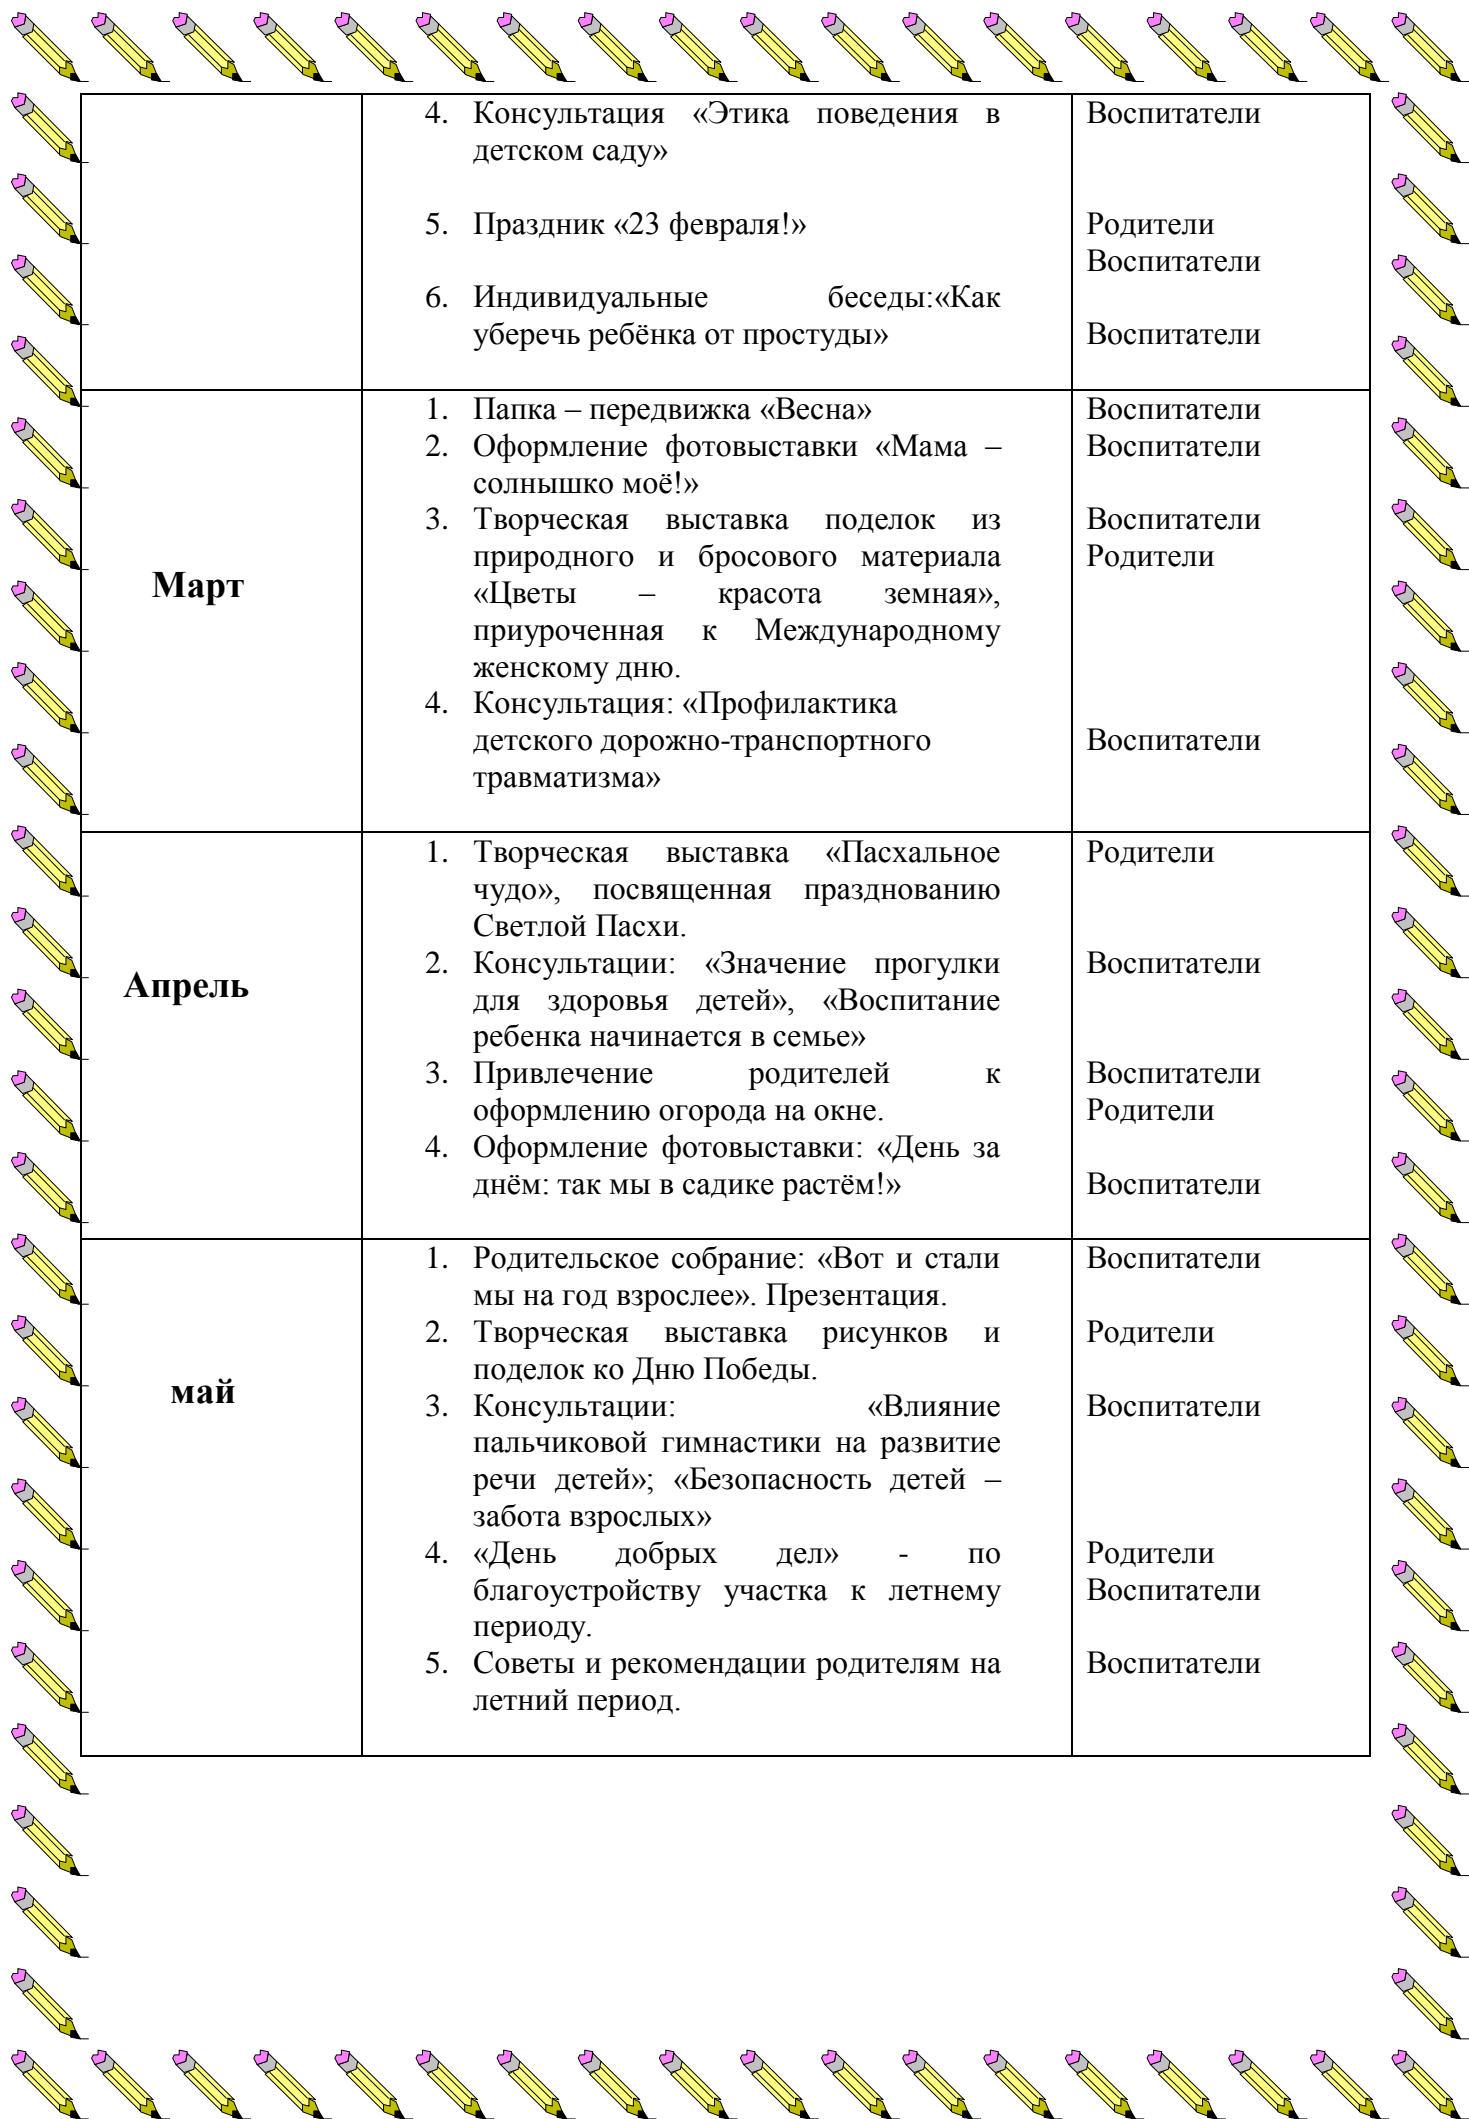 4. Консультация «Этика поведения в
детском саду»
Воспитатели
5. Праздник «23 февраля!»
Родители
Воспитатели
6. Индивидуальные беседы:«Как
уберечь ребёнка от простуды»
Воспитатели
Март
1. Папка – передвижка «Весна»
Воспитатели
2. Оформление фотовыставки «Мама –
солнышко моё!»
Воспитатели
3. Творческая выставка поделок из
природного и бросового материала
«Цветы – красота земная»,
приуроченная к Международному
женскому дню.
Воспитатели
Родители
4. Консультация: «Профилактика
детского дорожно-транспортного
травматизма»
Воспитатели
Апрель
1. Творческая выставка «Пасхальное
чудо», посвященная празднованию
Светлой Пасхи.
Родители
2. Консультации: «Значение прогулки
для здоровья детей», «Воспитание
ребенка начинается в семье»
Воспитатели
3. Привлечение родителей к
оформлению огорода на окне.
Воспитатели
Родители
4. Оформление фотовыставки: «День за
днём: так мы в садике растём!»
Воспитатели
май
1. Родительское собрание: «Вот и стали
мы на год взрослее». Презентация.
Воспитатели
2. Творческая выставка рисунков и
поделок ко Дню Победы.
Родители
3. Консультации: «Влияние
пальчиковой гимнастики на развитие
речи детей»; «Безопасность детей –
забота взрослых»
Воспитатели
4. «День добрых дел» - по
благоустройству участка к летнему
периоду.
Родители
Воспитатели
5. Советы и рекомендации родителям на
летний период.
Воспитатели